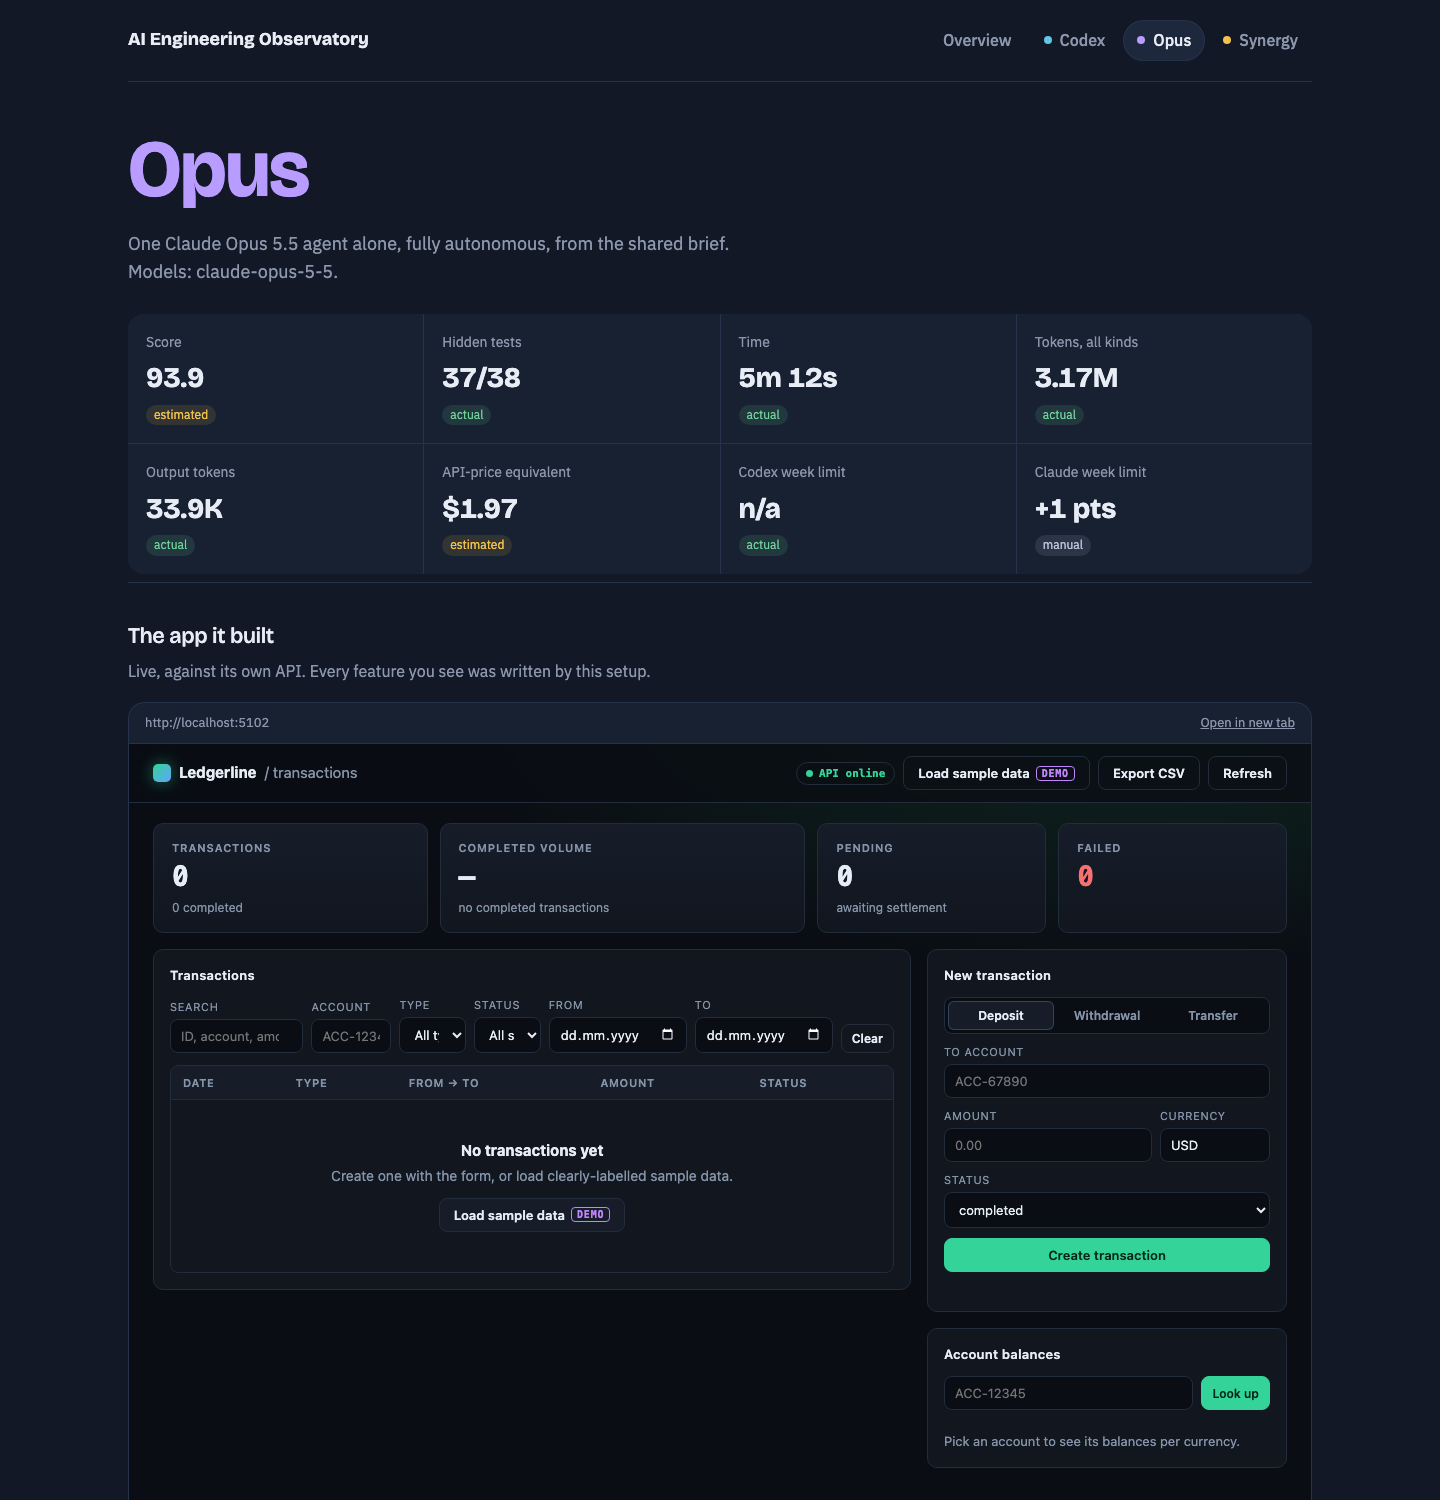 AI Engineering Observatory
Overview
Codex
Opus
Synergy
Opus
One Claude Opus 5.5 agent alone, fully autonomous, from the shared brief.
Models: claude-opus-5-5.
Score
93.9
estimated
Hidden tests
37/38
actual
Time
5m 12s
actual
Tokens, all kinds
3.17M
actual
Output tokens
33.9K
actual
API-price equivalent
$1.97
estimated
Codex week limit
n/a
actual
Claude week limit
+1 pts
manual
The app it built
Live, against its own API. Every feature you see was written by this setup.
http://localhost:5102
Open in new tab
Ledgerline / transactions
API online
Load sample data DEMO
Export CSV
Refresh
TRANSACTIONS
0
0 completed
COMPLETED VOLUME
—
no completed transactions
PENDING
0
awaiting settlement
FAILED
0
Transactions
SEARCH
ID, account, amo
ACCOUNT
ACC-1234
TYPE
All t
STATUS
All s
FROM
dd.mm.yyyy
TO
dd.mm.yyyy
Clear
DATE
TYPE
FROM → TO
AMOUNT
STATUS
No transactions yet
Create one with the form, or load clearly-labelled sample data.
Load sample data DEMO
New transaction
Deposit
Withdrawal
Transfer
TO ACCOUNT
ACC-67890
AMOUNT
0.00
CURRENCY
USD
STATUS
completed
Create transaction
Account balances
ACC-12345
Look up
Pick an account to see its balances per currency.